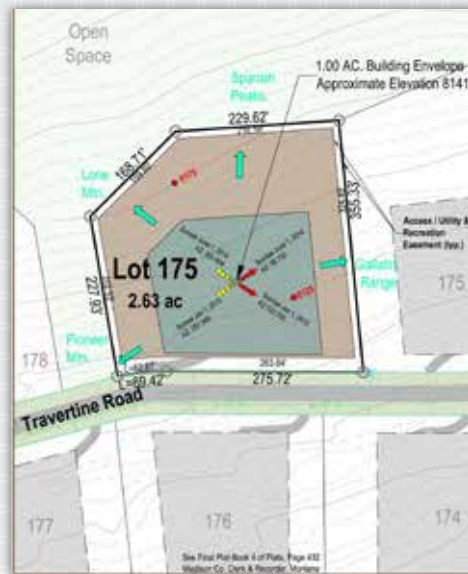 Open
Space
1.00 AC. Building Envelope
Approximate Elevation 8141
Spanish
Peaks
229.62'
168.71'
Lone
Mtn.
355.33'
Access / Utility &
Recreation
Easement (typ.)
Lot 175
2.63 ac
227.93'
Gallatin
Range
175
Pioneer
Mtn.
178
263.84'
L=69.42'
275.72'
Travertine Road
177
176
174
See Final Plat-Book 4 of Plats, Page
Madison Co. Clerk & Recorder, Montana